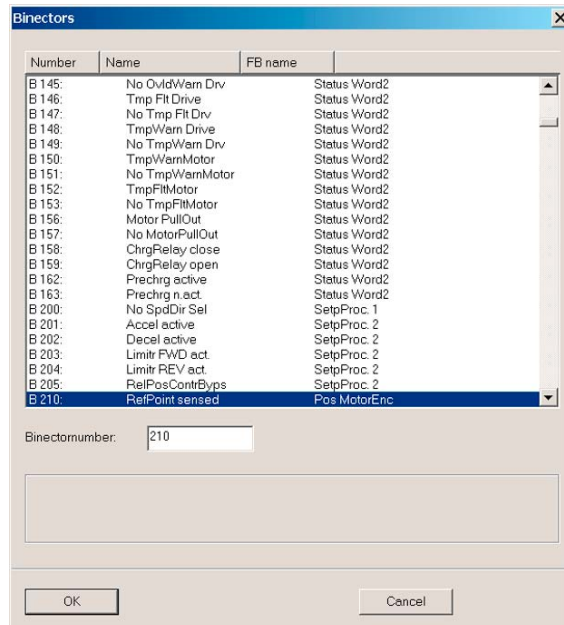 Binectors
Number Name FB name
B 145: No OvldWarn Drv Status Word2
B 146: Tmp Flt Drive Status Word2
B 147: No Tmp Flt Drv Status Word2
B 148: TmpWarn Drive Status Word2
B 149: No TmpWarn Drv Status Word2
B 150: TmpWarnMotor Status Word2
B 151: No TmpWarnMotor Status Word2
B 152: TmpFltMotor Status Word2
B 153: No TmpFltMotor Status Word2
B 156: Motor PullOut Status Word2
B 157: No MotorPullOut Status Word2
B 158: ChrgRelay close Status Word2
B 159: ChrgRelay open Status Word2
B 162: Prechrg active Status Word2
B 163: Prechrg n.act. Status Word2
B 200: No SpdDir Sel SetpProc. 1
B 201: Accel active SetpProc. 2
B 202: Decel active SetpProc. 2
B 203: Limitr FWD act. SetpProc. 2
B 204: Limitr REV act. SetpProc. 2
B 205: RelPosContrByps SetpProc. 2
B 210: RefPoint sensed Pos MotorEnc
Binectornumber: 210
OK Cancel